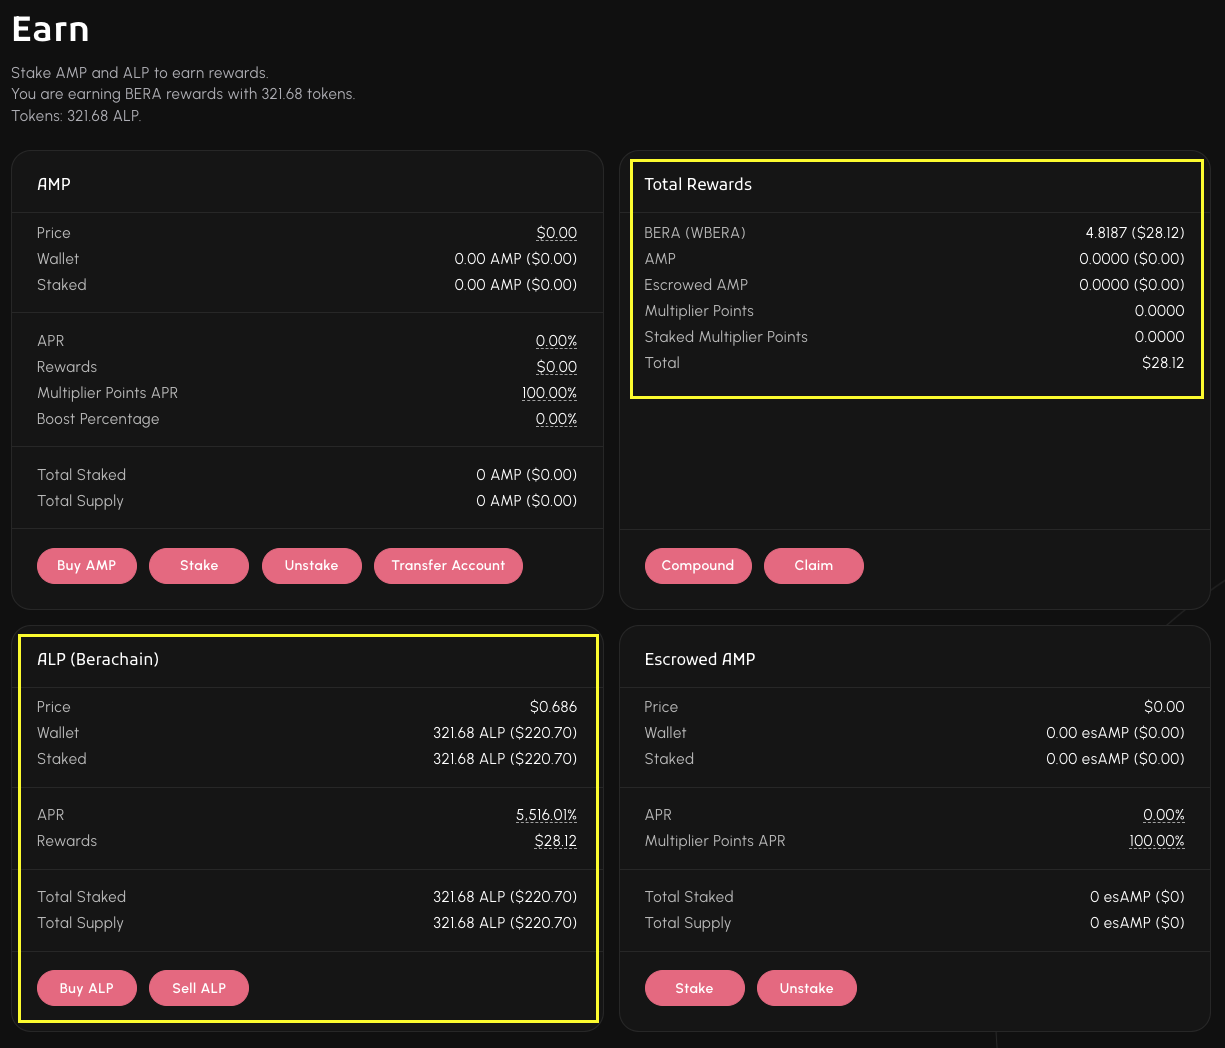 Earn
Stake AMP and ALP to earn rewards.
You are earning BERA rewards with 321.68 tokens.
Tokens: 321.68 ALP.
AMP
Price $0.00
Wallet 0.00 AMP ($0.00)
Staked 0.00 AMP ($0.00)
APR 0.00%
Rewards $0.00
Multiplier Points APR 100.00%
Boost Percentage 0.00%
Total Staked 0 AMP ($0.00)
Total Supply 0 AMP ($0.00)
Buy AMP Stake Unstake Transfer Account
Total Rewards
BERA (WBERA) 4.8187 ($28.12)
AMP 0.0000 ($0.00)
Escrowed AMP 0.0000 ($0.00)
Multiplier Points 0.0000
Staked Multiplier Points 0.0000
Total $28.12
Compound Claim
ALP (Berachain)
Price $0.686
Wallet 321.68 ALP ($220.70)
Staked 321.68 ALP ($220.70)
APR 5,516.01%
Rewards $28.12
Total Staked 321.68 ALP ($220.70)
Total Supply 321.68 ALP ($220.70)
Buy ALP Sell ALP
Escrowed AMP
Price $0.00
Wallet 0.00 esAMP ($0.00)
Staked 0.00 esAMP ($0.00)
APR 0.00%
Multiplier Points APR 100.00%
Total Staked 0 esAMP ($0)
Total Supply 0 esAMP ($0)
Stake Unstake